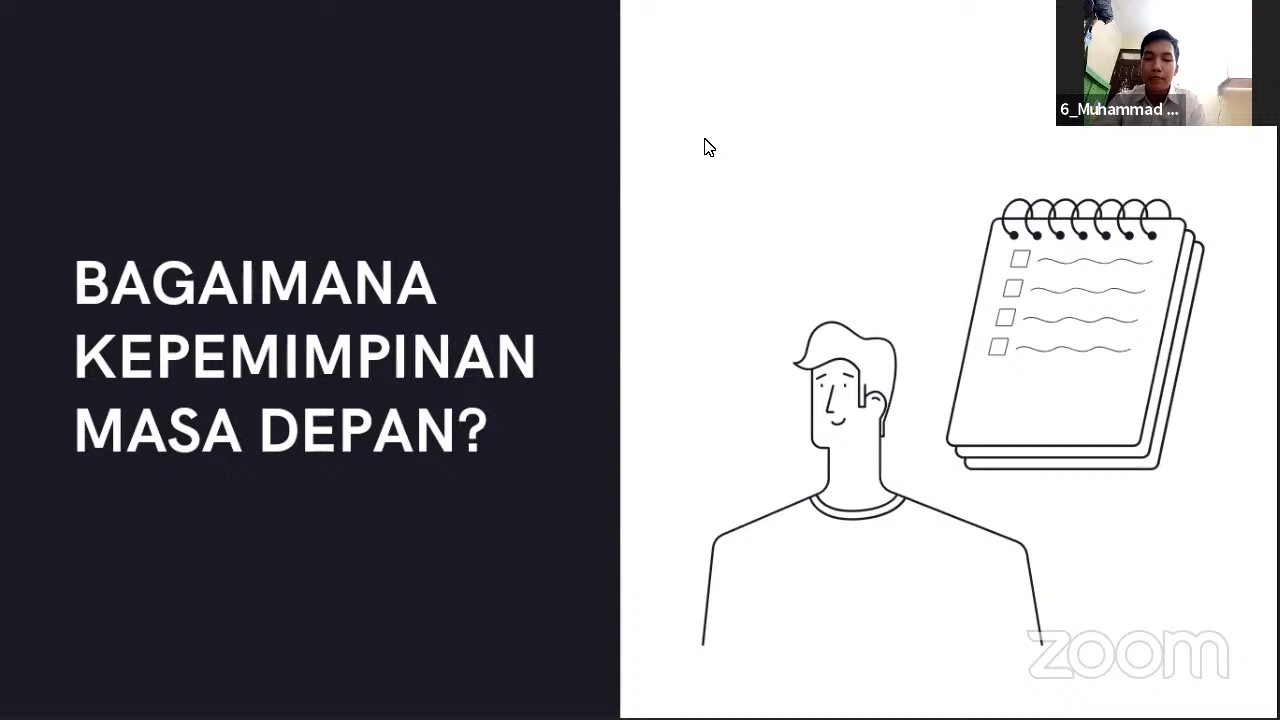 6_Muhammad ...
BAGAIMANA
KEPEMIMPINAN
MASA DEPAN?
zoom